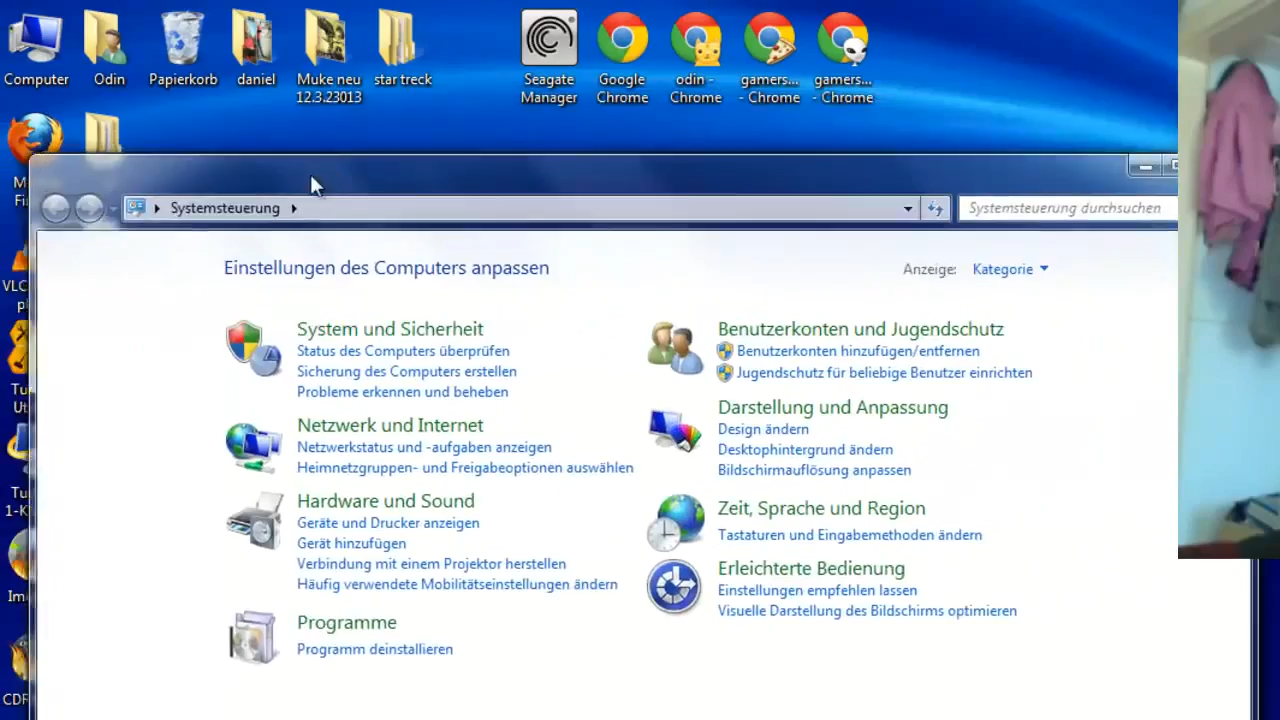 Computer
Odin
Papierkorb
daniel
Muke neu
12.3.23013
star treck
Seagate
Manager
Google
Chrome
odin -
Chrome
gamers...
- Chrome
gamers...
- Chrome
Systemsteuerung
Systemsteuerung durchsuchen
Einstellungen des Computers anpassen
Anzeige: Kategorie
System und Sicherheit
Status des Computers überprüfen
Sicherung des Computers erstellen
Probleme erkennen und beheben
Netzwerk und Internet
Netzwerkstatus und -aufgaben anzeigen
Heimnetzgruppen- und Freigabeoptionen auswählen
Hardware und Sound
Geräte und Drucker anzeigen
Gerät hinzufügen
Verbindung mit einem Projektor herstellen
Häufig verwendete Mobilitätseinstellungen ändern
Programme
Programm deinstallieren
Benutzerkonten und Jugendschutz
Benutzerkonten hinzufügen/entfernen
Jugendschutz für beliebige Benutzer einrichten
Darstellung und Anpassung
Design ändern
Desktophintergrund ändern
Bildschirmauflösung anpassen
Zeit, Sprache und Region
Tastaturen und Eingabemethoden ändern
Erleichterte Bedienung
Einstellungen empfehlen lassen
Visuelle Darstellung des Bildschirms optimieren
VLC